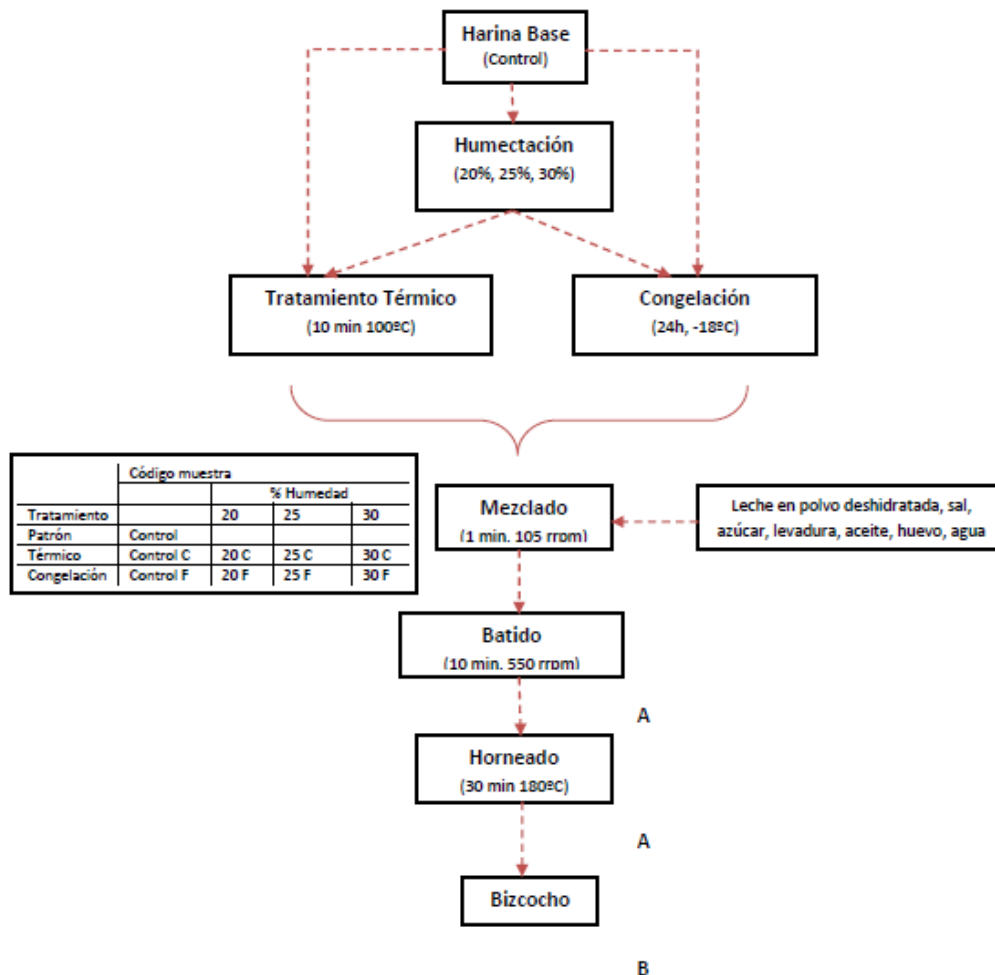 Harina Base
(Control)
Humectación
(20%, 25%, 30%)
Tratamiento Térmico
(10 min 100ºC)
Congelación
(24h, -18ºC)
Código muestra
% Humedad
Tratamiento 20 25 30
Patrón Control
Térmico Control C 20 C 25 C 30 C
Congelación Control F 20 F 25 F 30 F
Mezclado
(1 min. 105 rrpm)
Leche en polvo deshidratada, sal,
azúcar, levadura, aceite, huevo, agua
Batido
(10 min. 550 rrpm)
A
Horneado
(30 min 180ºC)
A
Bizcocho
B